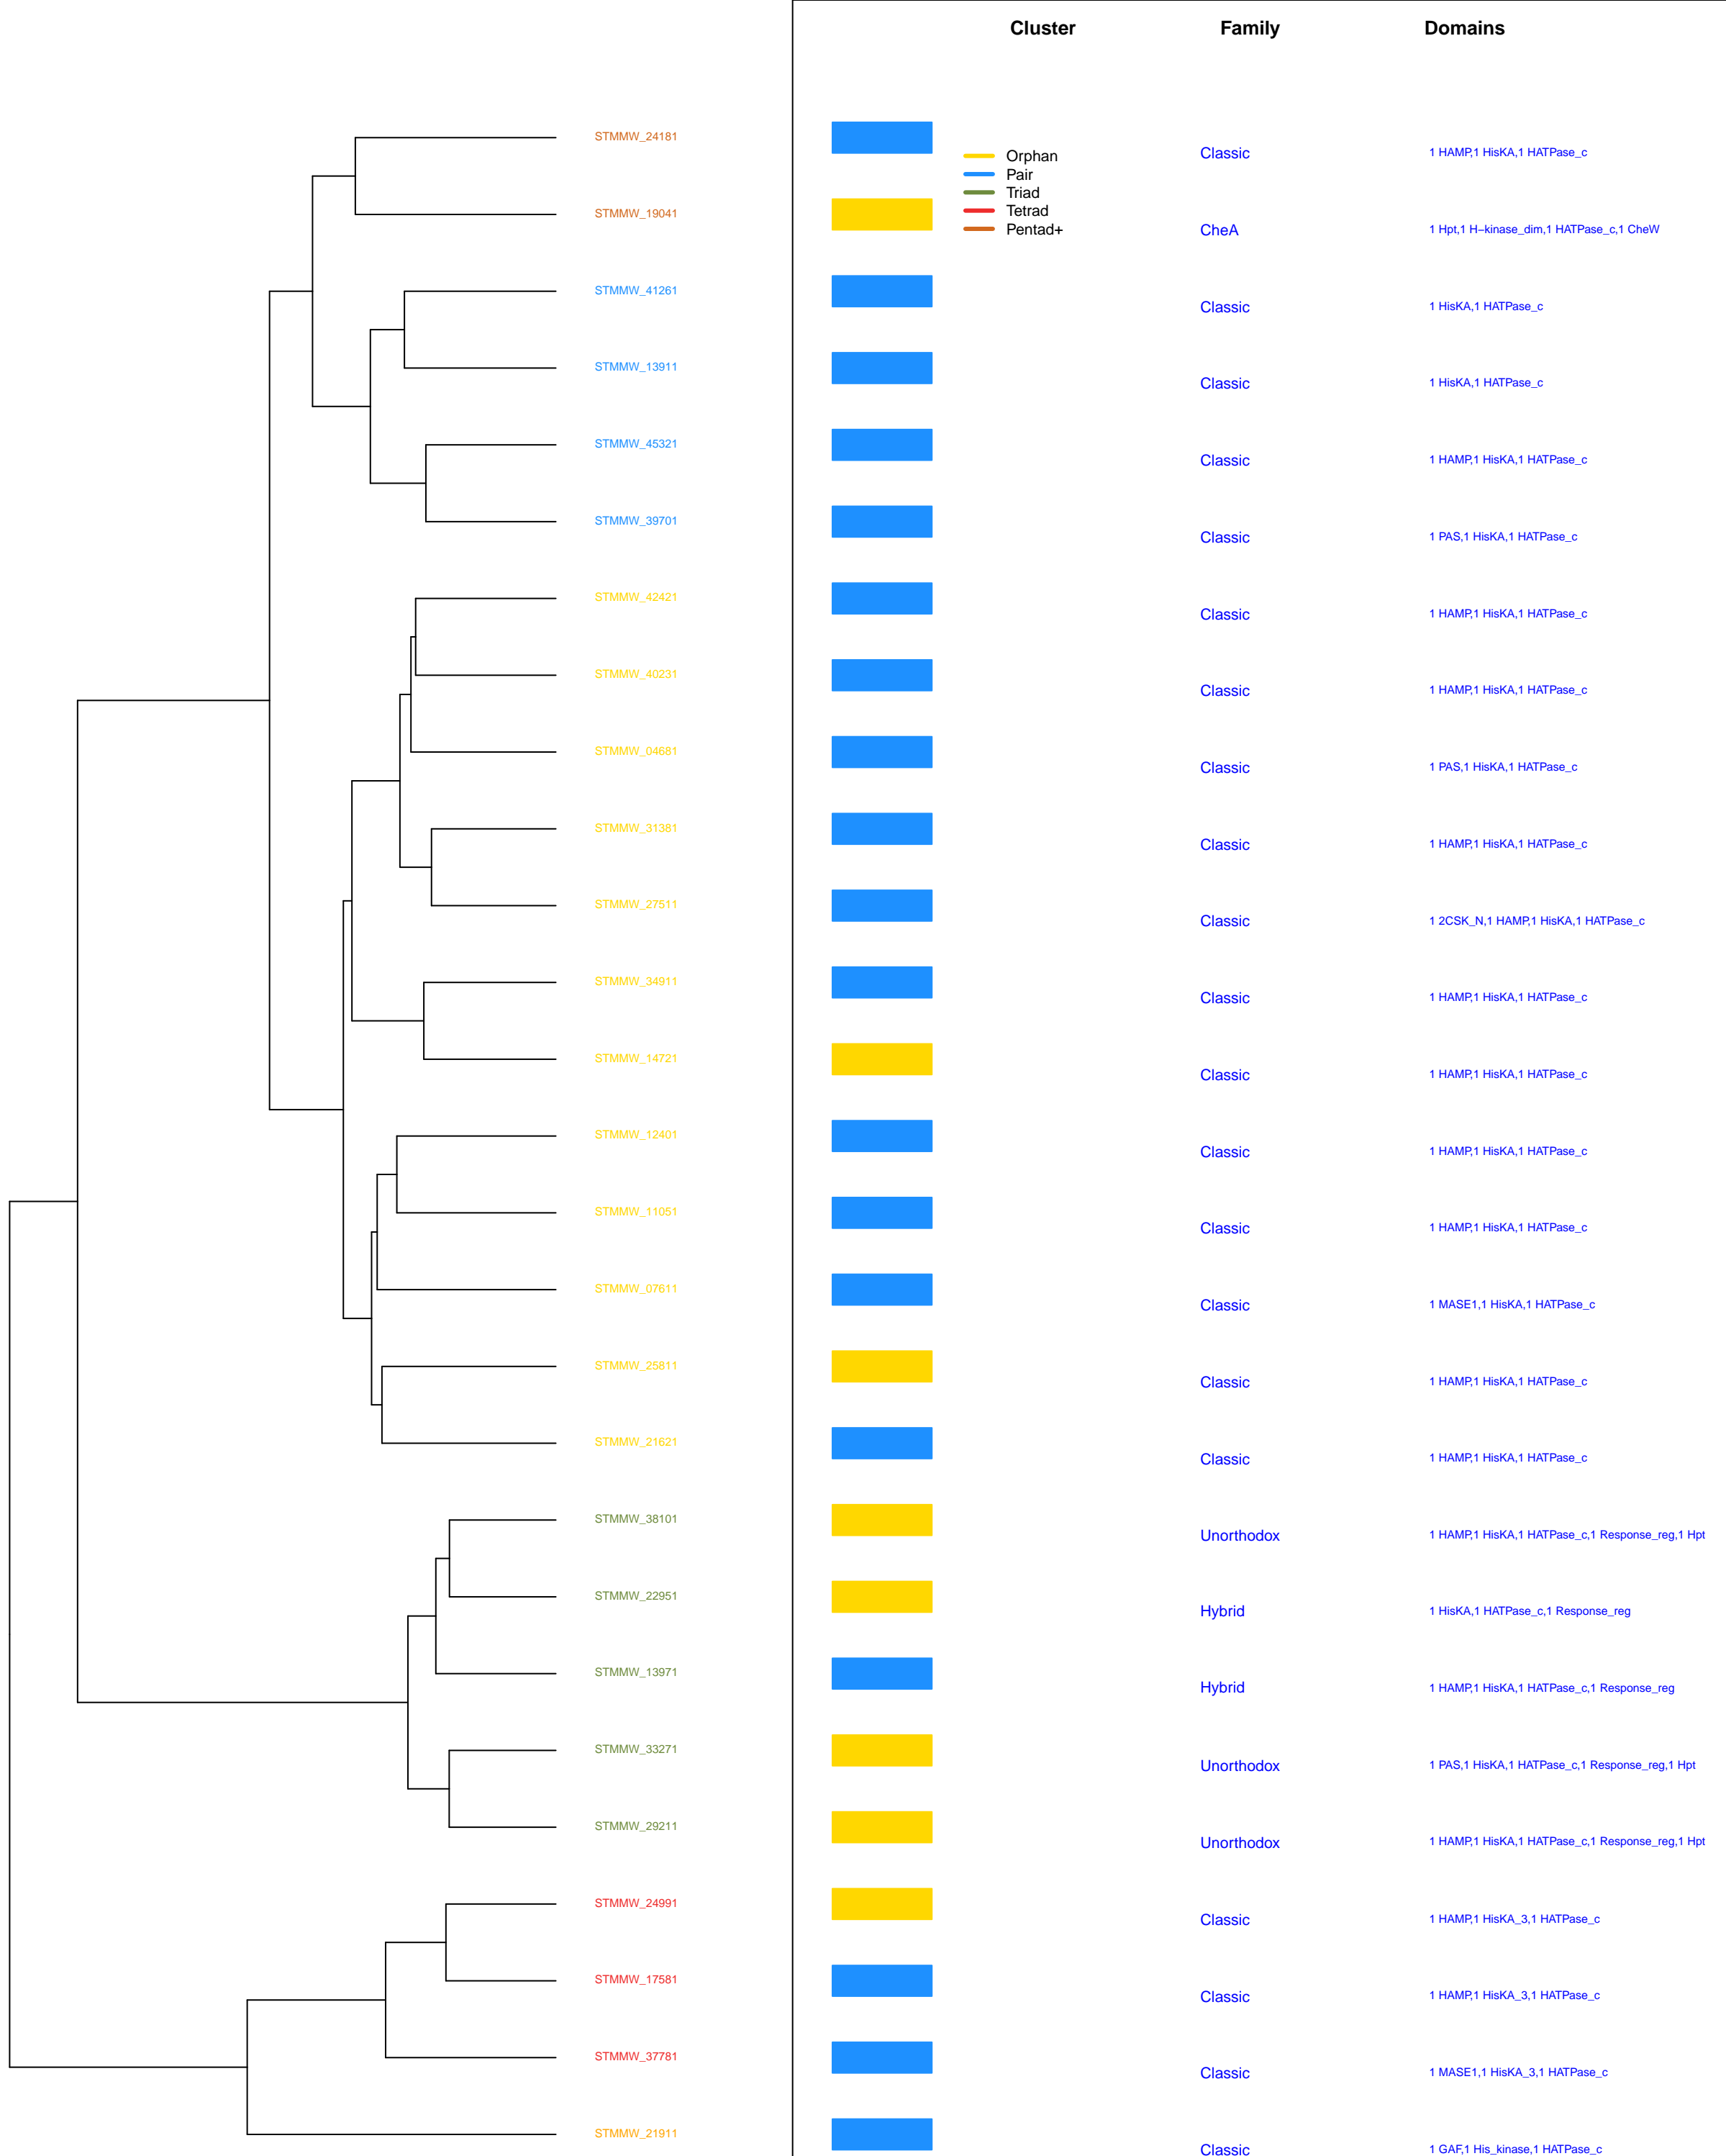 Cluster Family Domains
STMMW_24181
Orphan
Classic 1 HAMP,1 HisKA,1 HATPase_c
Pair
Triad
Tetrad
STMMW_19041
Pentad+
CheA 1 Hpt,1 H−kinase_dim,1 HATPase_c,1 CheW
STMMW_41261
Classic 1 HisKA,1 HATPase_c
STMMW_13911
Classic 1 HisKA,1 HATPase_c
STMMW_45321
Classic 1 HAMP,1 HisKA,1 HATPase_c
STMMW_39701
Classic 1 PAS,1 HisKA,1 HATPase_c
STMMW_42421
Classic 1 HAMP,1 HisKA,1 HATPase_c
STMMW_40231
Classic 1 HAMP,1 HisKA,1 HATPase_c
STMMW_04681
Classic 1 PAS,1 HisKA,1 HATPase_c
STMMW_31381
Classic 1 HAMP,1 HisKA,1 HATPase_c
STMMW_27511
Classic 1 2CSK_N,1 HAMP,1 HisKA,1 HATPase_c
STMMW_34911
Classic 1 HAMP,1 HisKA,1 HATPase_c
STMMW_14721
Classic 1 HAMP,1 HisKA,1 HATPase_c
STMMW_12401
Classic 1 HAMP,1 HisKA,1 HATPase_c
STMMW_11051
Classic 1 HAMP,1 HisKA,1 HATPase_c
STMMW_07611
Classic 1 MASE1,1 HisKA,1 HATPase_c
STMMW_25811
Classic 1 HAMP,1 HisKA,1 HATPase_c
STMMW_21621
Classic 1 HAMP,1 HisKA,1 HATPase_c
STMMW_38101
Unorthodox 1 HAMP,1 HisKA,1 HATPase_c,1 Response_reg,1 Hpt
STMMW_22951
Hybrid 1 HisKA,1 HATPase_c,1 Response_reg
STMMW_13971
Hybrid 1 HAMP,1 HisKA,1 HATPase_c,1 Response_reg
STMMW_33271
Unorthodox 1 PAS,1 HisKA,1 HATPase_c,1 Response_reg,1 Hpt
STMMW_29211
Unorthodox 1 HAMP,1 HisKA,1 HATPase_c,1 Response_reg,1 Hpt
STMMW_24991
Classic 1 HAMP,1 HisKA_3,1 HATPase_c
STMMW_17581
Classic 1 HAMP,1 HisKA_3,1 HATPase_c
STMMW_37781
Classic 1 MASE1,1 HisKA_3,1 HATPase_c
STMMW_21911
Classic 1 GAF,1 His_kinase,1 HATPase_c